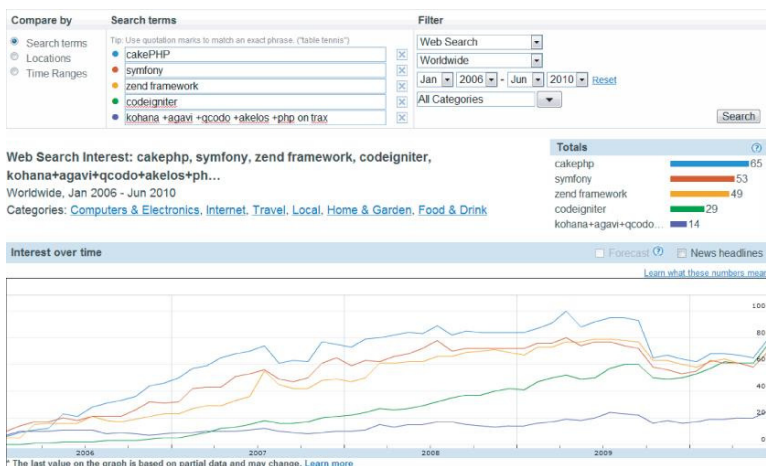 Compare by
Search terms
Locations
Time Ranges
Search terms
Tip: Use quotation marks to match an exact phrase. ("table tennis")
cakePHP
symfony
zend framework
codeigniter
kohana +agavi +qcodo +akelos +php on trax
Filter
Web Search
Worldwide
Jan 2006 - Jun 2010 Reset
All Categories
Search
Web Search Interest: cakephp, symfony, zend framework, codeigniter,
kohana+agavi+qcodo+akelos+ph...
Worldwide, Jan 2006 - Jun 2010
Categories: Computers & Electronics, Internet, Travel, Local, Home & Garden, Food & Drink
Totals
cakephp 65
symfony 53
zend framework 49
codeigniter 29
kohana+agavi+qcodo... 14
Interest over time
Forecast News headlines
Learn what these numbers mean
100
80
60
40
20
0
2006 2007 2008 2009
* The last value on the graph is based on partial data and may change. Learn more